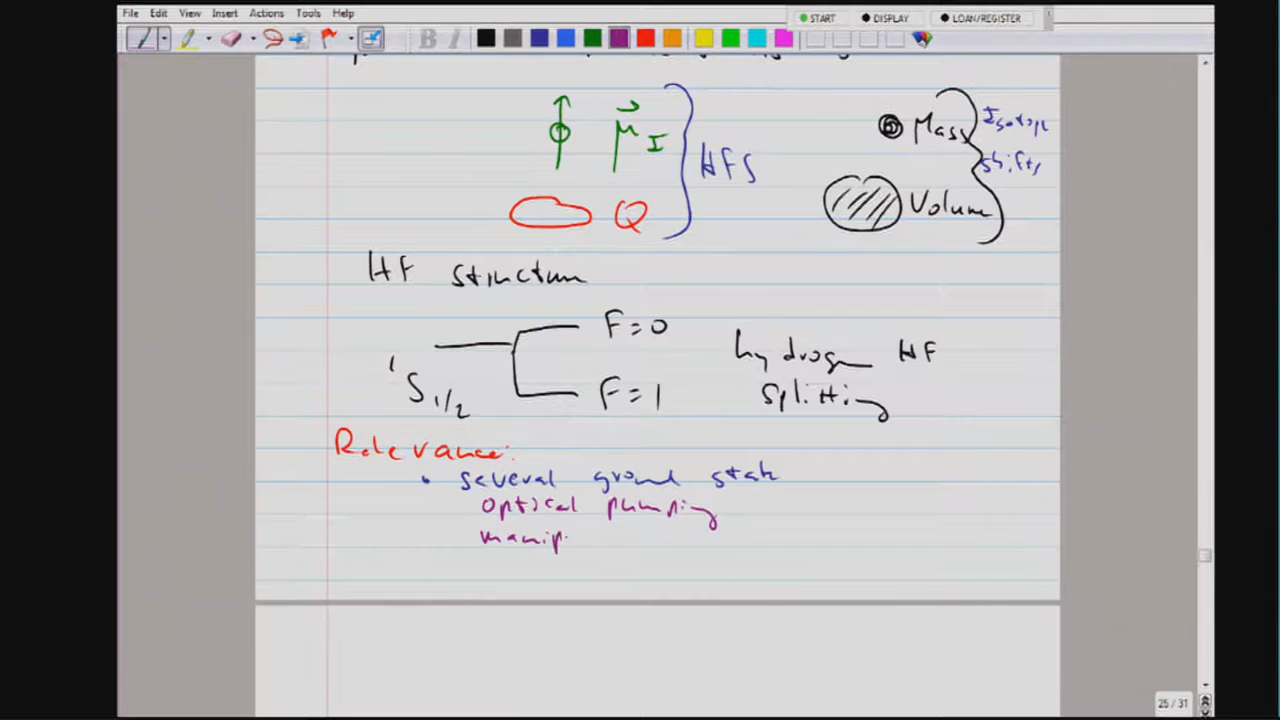 File Edit View Insert Actions Tools Help
START DISPLAY LOAN/REGISTER
B I
μ⃗ I
HFS
Q
Mass
Volume
Isotope
shifts
HF structure
¹S₁/₂
F=0
F=1
hydrogen HF
splitting
Relevance:
• several ground state
optical pumping
manip.
25 / 31